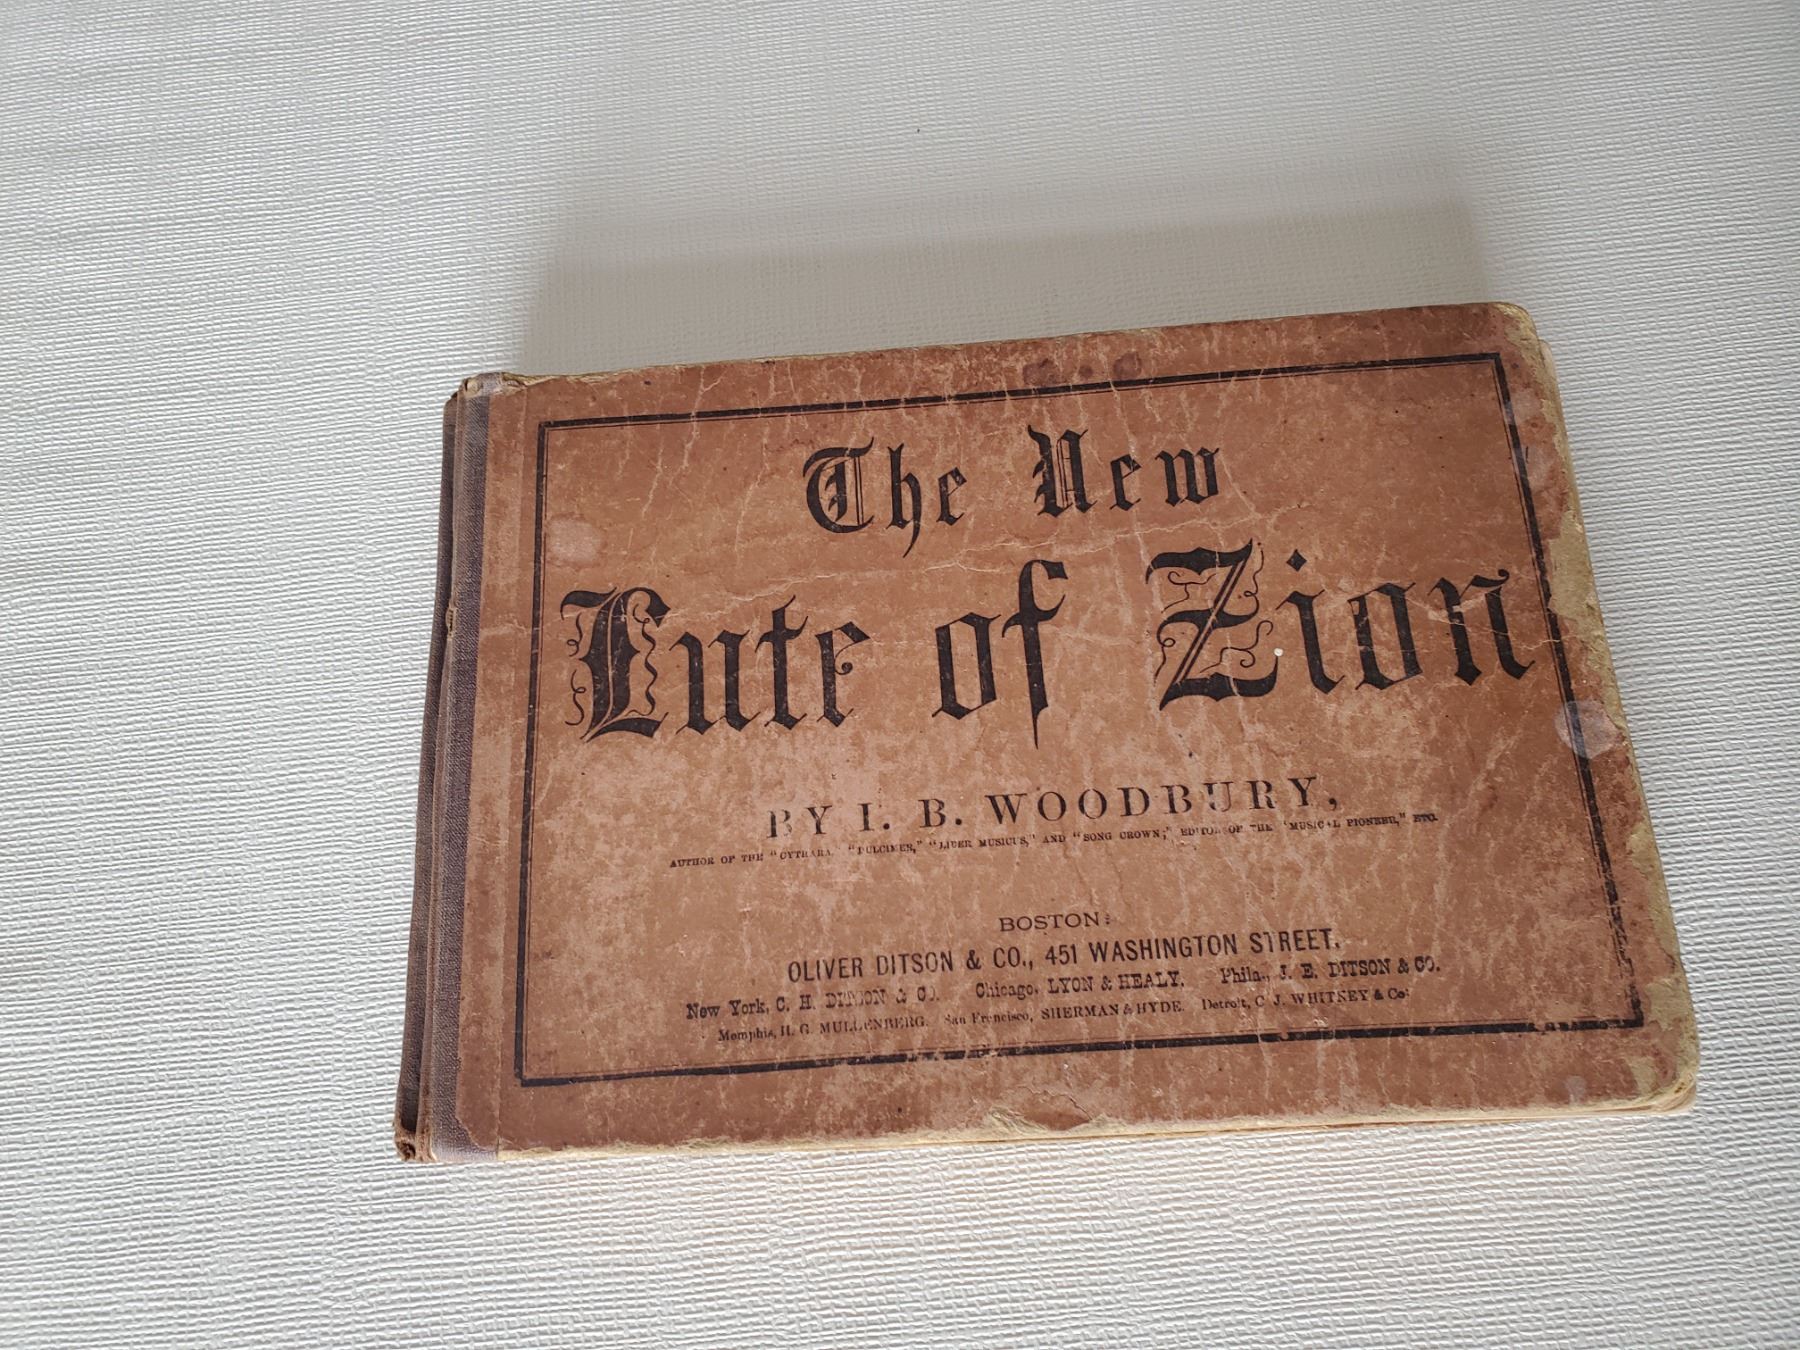 The New
Lute of Zion
BY I. B. WOODBURY,
AUTHOR OF THE "CYTHARA," "DULCIMER," "LIBER MUSICUS," AND "SONG CROWN;" EDITOR OF THE "MUSICAL PIONEER," ETC.
BOSTON:
OLIVER DITSON & CO., 451 WASHINGTON STREET.
New York, C. H. DITSON & CO. Chicago, LYON & HEALY. Phila., J. E. DITSON & CO.
Memphis, H. G. MULLENBERG. San Francisco, SHERMAN & HYDE. Detroit, C. J. WHITNEY & Co.